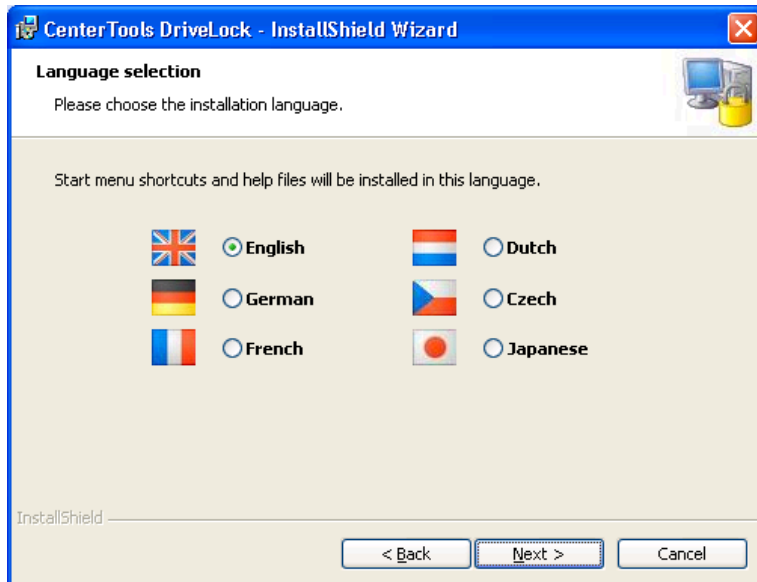 CenterTools DriveLock - InstallShield Wizard
Language selection
Please choose the installation language.
Start menu shortcuts and help files will be installed in this language.
English
Dutch
German
Czech
French
Japanese
InstallShield
< Back
Next >
Cancel